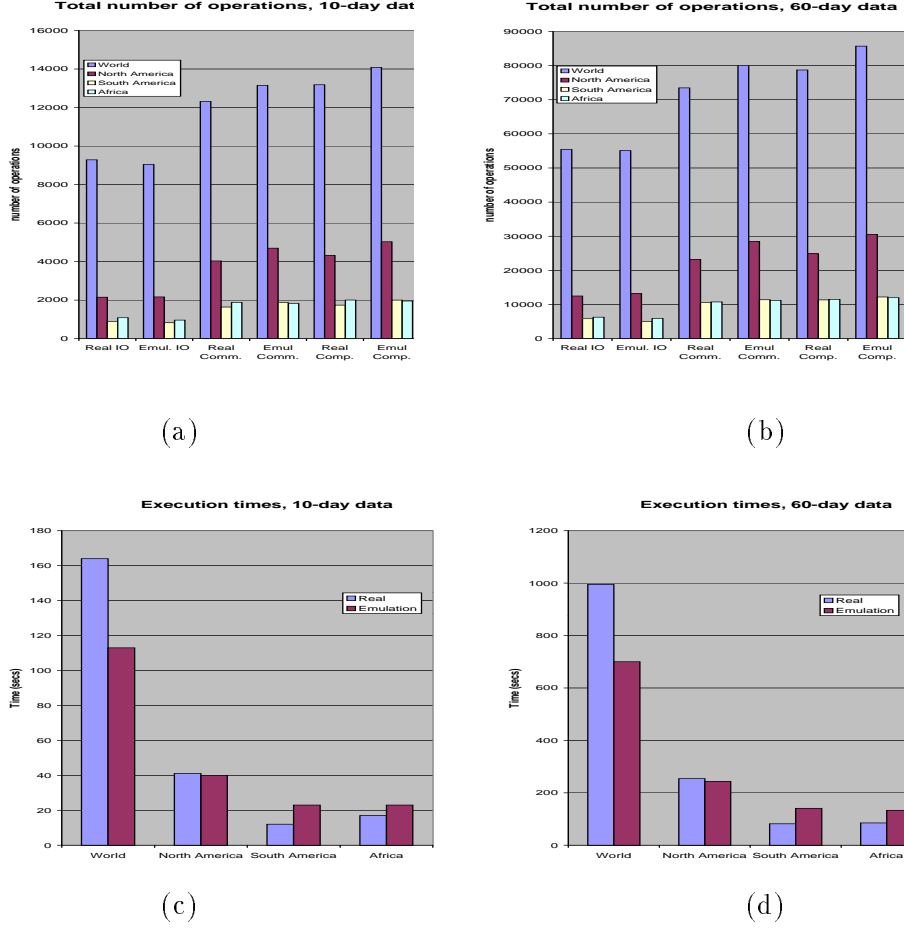 Total number of operations, 10-day dat
number of operations
16000
14000
12000
10000
8000
6000
4000
2000
0
World
North America
South America
Africa
Real IO
Emul. IO
Real Comm.
Emul Comm.
Real Comp.
Emul Comp.
(a)
Total number of operations, 60-day data
number of operations
90000
80000
70000
60000
50000
40000
30000
20000
10000
0
World
North America
South America
Africa
Real IO
Emul. IO
Real Comm.
Emul Comm.
Real Comp.
Emul Comp.
(b)
Execution times, 10-day data
Time (secs)
180
160
140
120
100
80
60
40
20
0
Real
Emulation
World
North America
South America
Africa
(c)
Execution times, 60-day data
Time (secs)
1200
1000
800
600
400
200
0
Real
Emulation
World
North America
South America
Africa
(d)